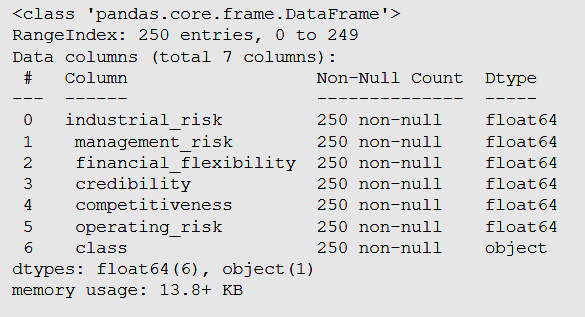 <class 'pandas.core.frame.DataFrame'>
RangeIndex: 250 entries, 0 to 249
Data columns (total 7 columns):
 #   Column                 Non-Null Count  Dtype
---  ------                 --------------  -----
 0   industrial_risk        250 non-null    float64
 1    management_risk       250 non-null    float64
 2    financial_flexibility 250 non-null    float64
 3    credibility           250 non-null    float64
 4    competitiveness       250 non-null    float64
 5    operating_risk        250 non-null    float64
 6    class                 250 non-null    object
dtypes: float64(6), object(1)
memory usage: 13.8+ KB